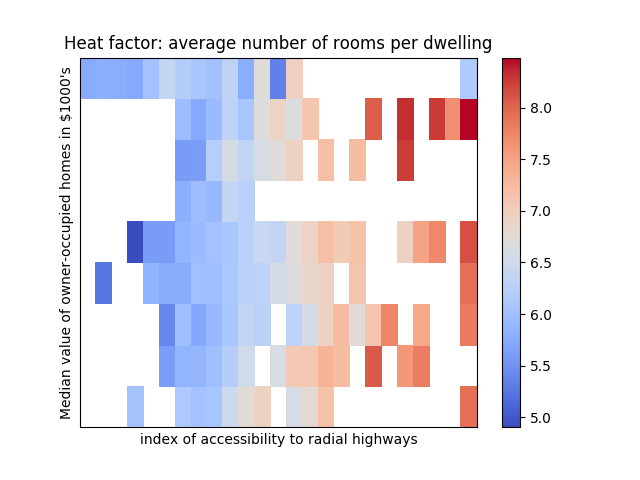 Heat factor: average number of rooms per dwelling
Median value of owner-occupied homes in $1000's
index of accessibility to radial highways
8.0
7.5
7.0
6.5
6.0
5.5
5.0